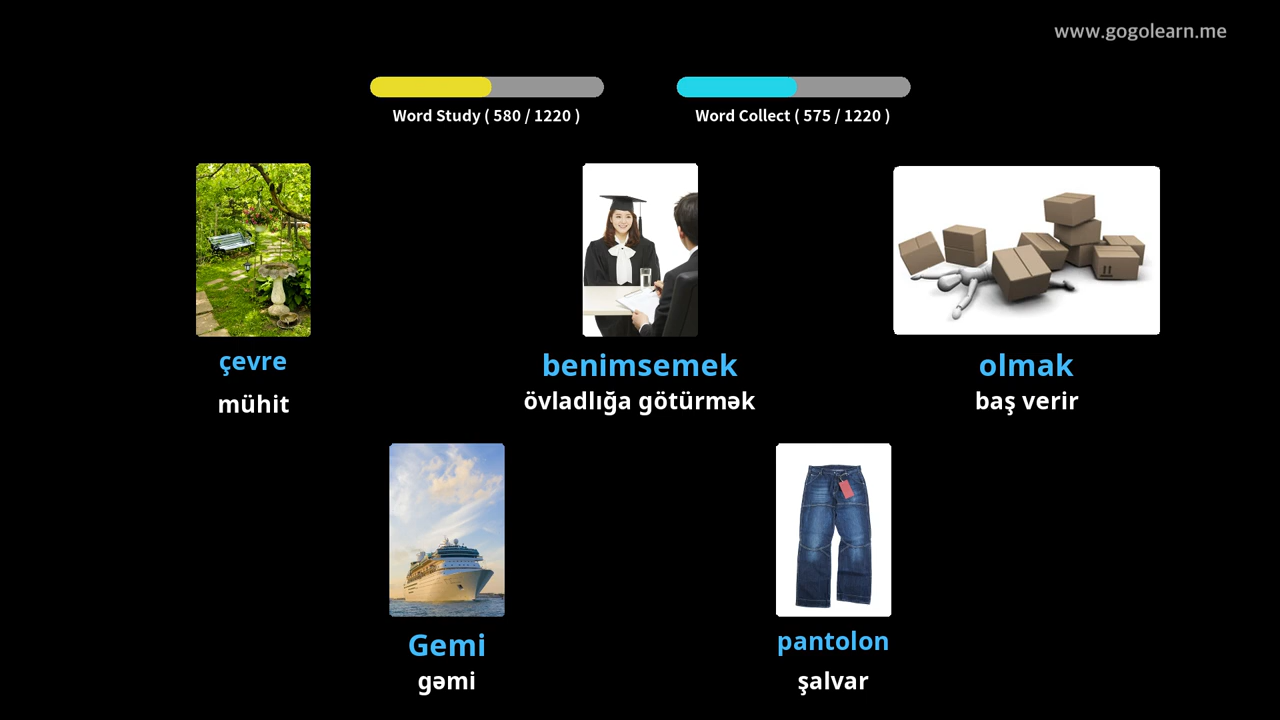 www.gogolearn.me
Word Study ( 580 / 1220 )
Word Collect ( 575 / 1220 )
çevre
mühit
benimsemek
övladlığa götürmək
olmak
baş verir
Gemi
gəmi
pantolon
şalvar